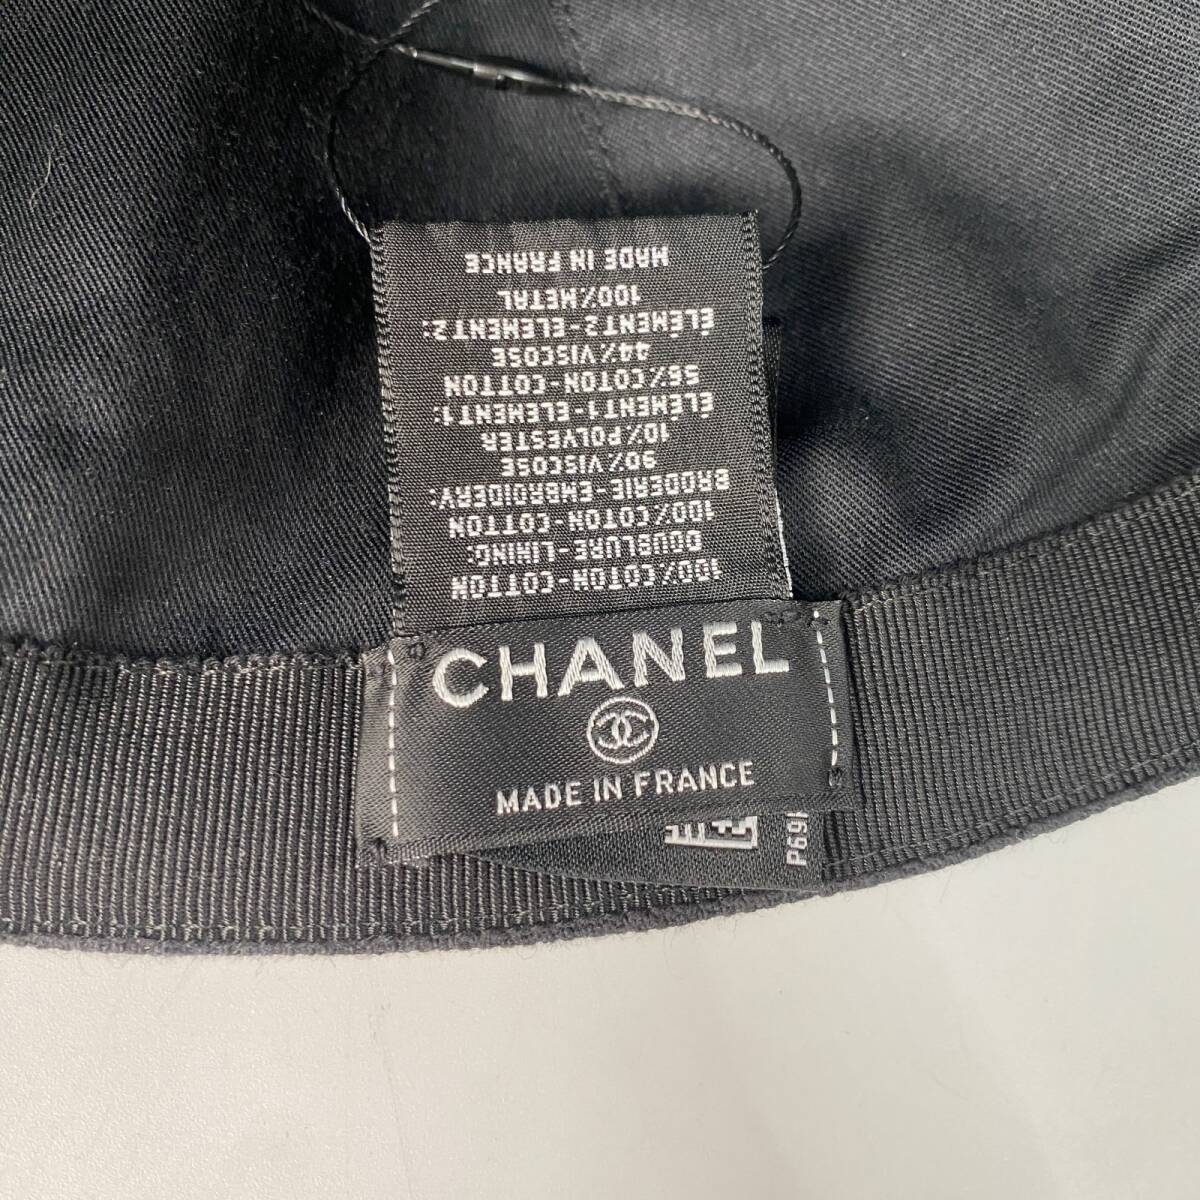 100% COTON-COTTON
DOUBLURE-LINING:
100% COTON-COTTON
BRODERIE-EMBROIDERY:
90% VISCOSE
10% POLYESTER
ÉLÉMENT1-ELEMENT1:
56% COTON-COTTON
44% VISCOSE
ÉLÉMENT2-ELEMENT2:
100% METAL
MADE IN FRANCE
CHANEL
MADE IN FRANCE